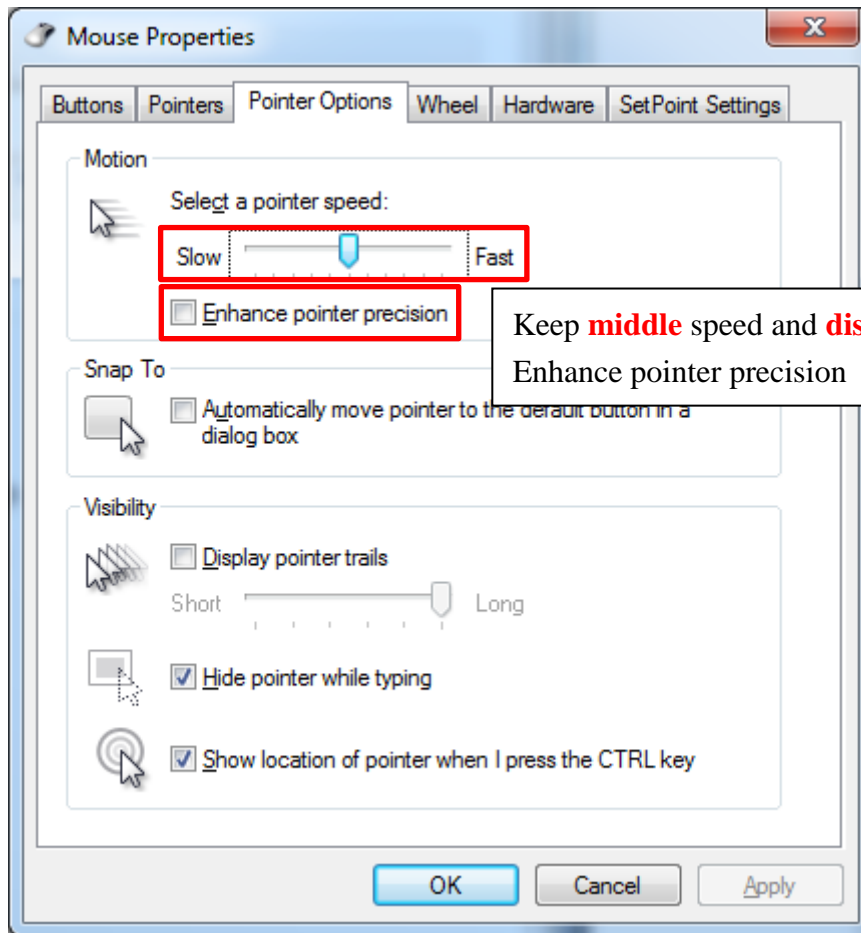 Mouse Properties
Buttons Pointers Pointer Options Wheel Hardware SetPoint Settings
Motion
Select a pointer speed:
Slow Fast
Enhance pointer precision
Keep middle speed and dis
Enhance pointer precision
Snap To
Automatically move pointer to the default button in a
dialog box
Visibility
Display pointer trails
Short Long
Hide pointer while typing
Show location of pointer when I press the CTRL key
OK Cancel Apply